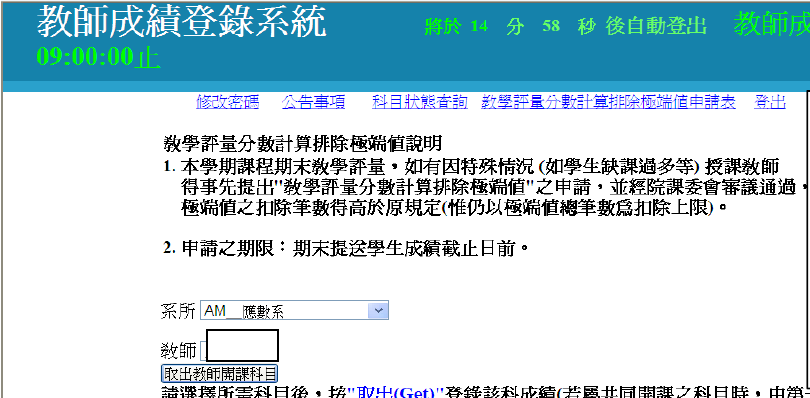 教師成績登錄系統
將於 14 分 58 秒 後自動登出 教師成
09:00:00止
修改密碼 公告事項 科目狀態查詢 教學評量分數計算排除極端值申請表 登出
教學評量分數計算排除極端值說明
1. 本學期課程期末教學評量，如有因特殊情況 (如學生缺課過多等) 授課教師
得事先提出"教學評量分數計算排除極端值"之申請，並經院課委會審議通過，
極端值之扣除筆數得高於原規定(惟仍以極端值總筆數為扣除上限)。
2. 申請之期限：期末提送學生成績截止日前。
系所 AM__應數系
教師
取出教師開課科目
請選擇所需科目後，按"取出(Get)"登錄該科成績(若屬共同開課之科目時，由第